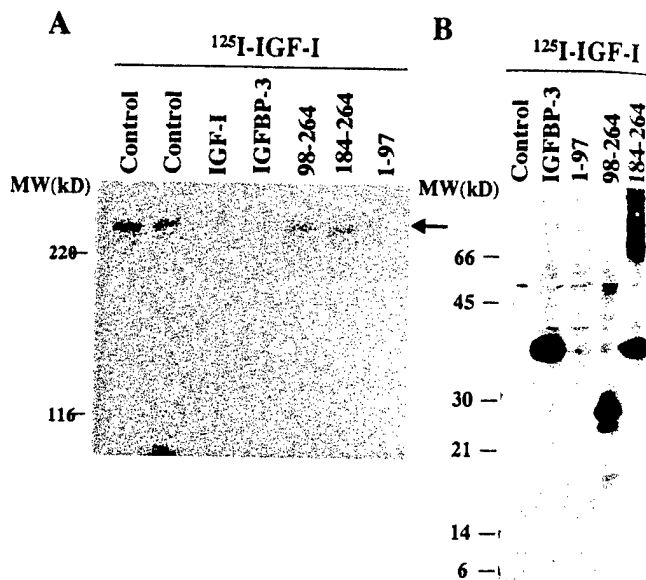 A
125I-IGF-I
Control
Control
IGF-I
IGFBP-3
98-264
184-264
1-97
MW(kD)
220
116
B
125I-IGF-I
Control
IGFBP-3
1-97
98-264
184-264
MW(kD)
66
45
30
21
14
6